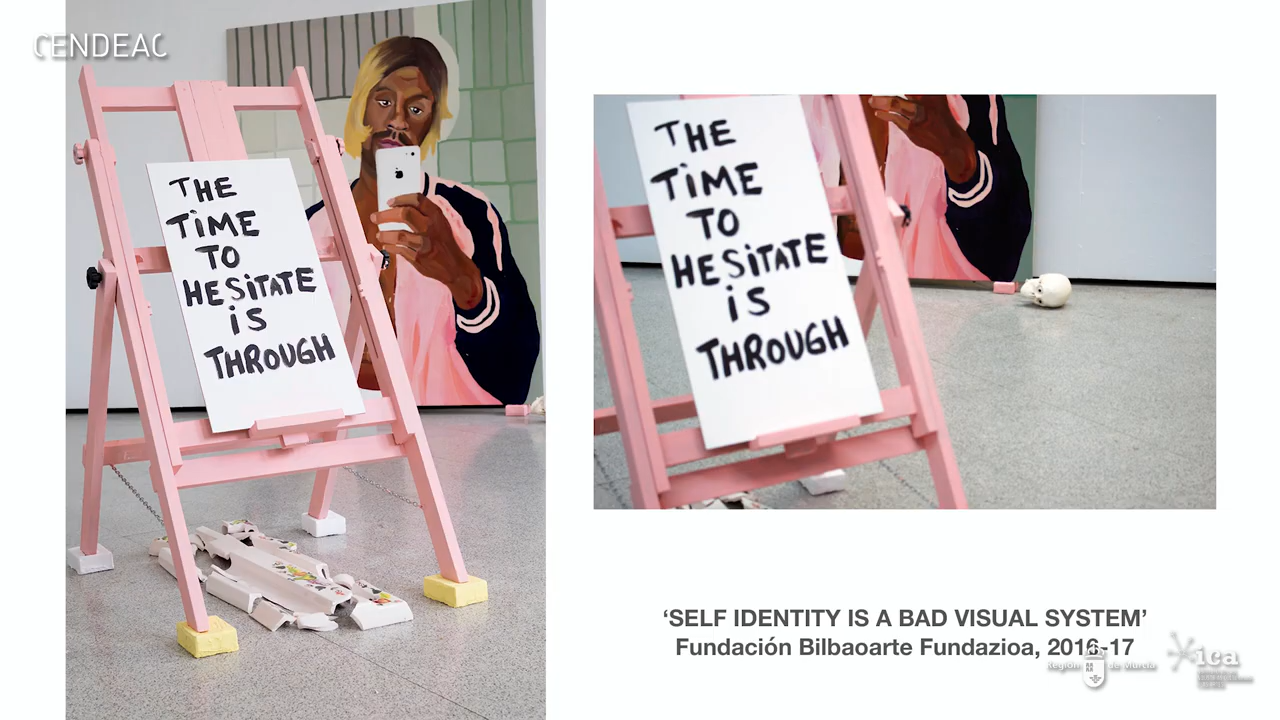 CENDEAC
THE
TIME
TO
HESITATE
IS
THROUGH
THE
TIME
TO
HESITATE
IS
THROUGH
‘SELF IDENTITY IS A BAD VISUAL SYSTEM’
Fundación Bilbaoarte Fundazioa, 2016-17
Región de Murcia
ica